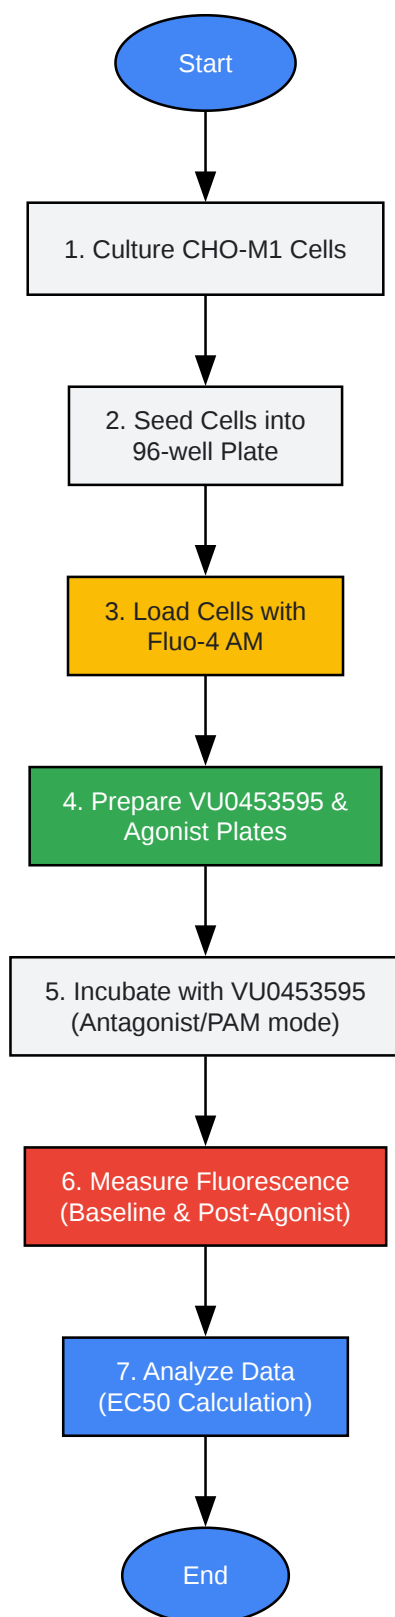 Start
1. Culture CHO-M1 Cells
2. Seed Cells into
96-well Plate
3. Load Cells with
Fluo-4 AM
4. Prepare VU0453595 &
Agonist Plates
5. Incubate with VU0453595
(Antagonist/PAM mode)
6. Measure Fluorescence
(Baseline & Post-Agonist)
7. Analyze Data
(EC50 Calculation)
End